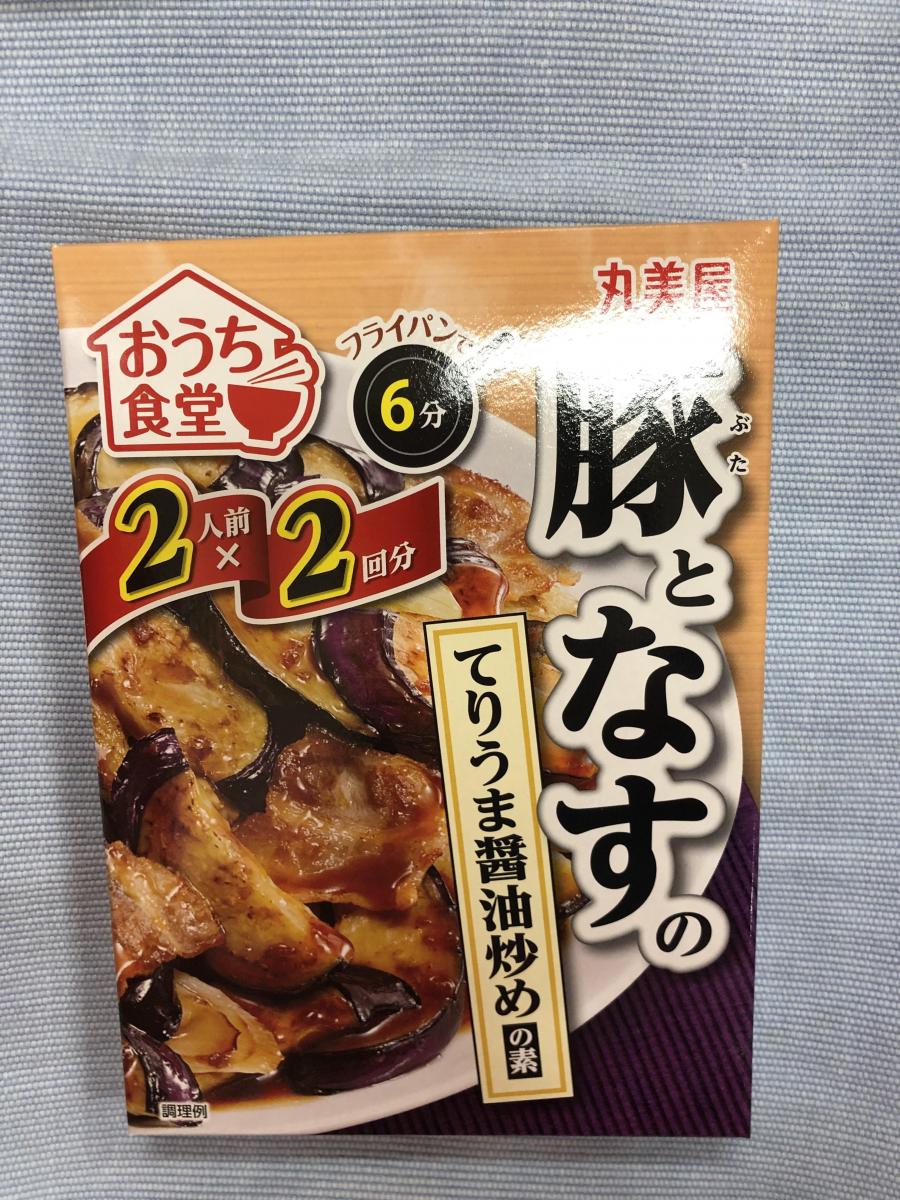 丸美屋
おうち
食堂
フライパンで
6分
2人前×2回分
豚となすの
ぶた
てりうま醤油炒めの素
調理例